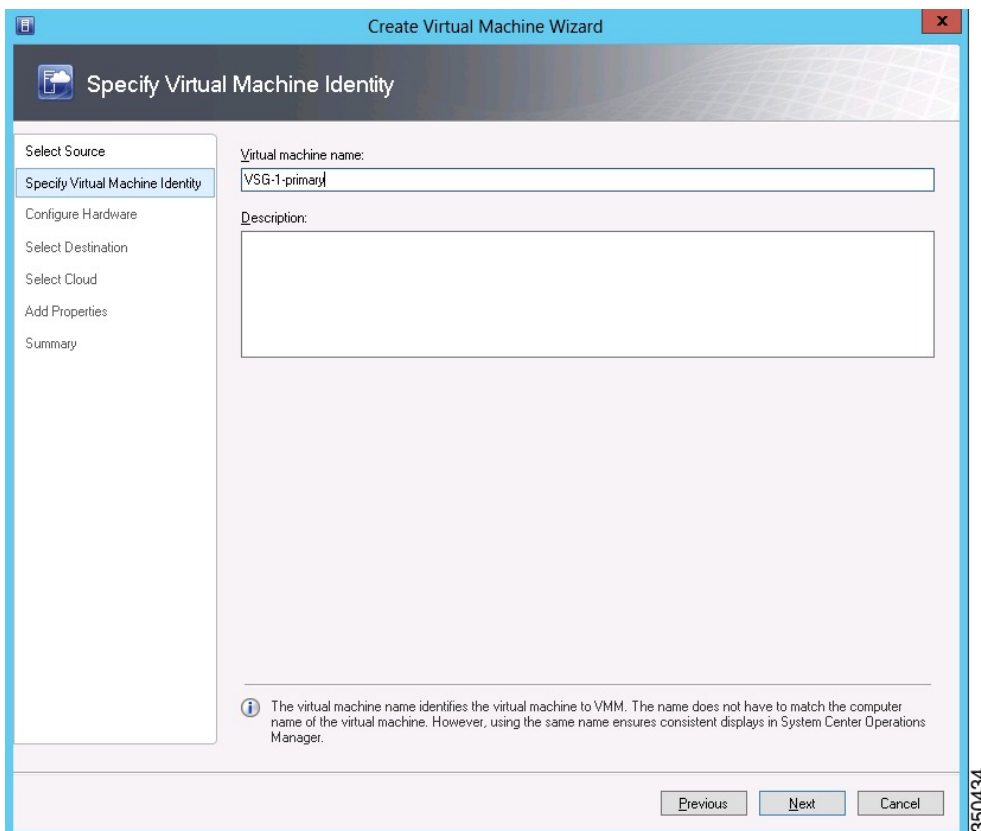 Create Virtual Machine Wizard
x
Specify Virtual Machine Identity
Select Source
Specify Virtual Machine Identity
Configure Hardware
Select Destination
Select Cloud
Add Properties
Summary
Virtual machine name:
VSG-1-primary
Description:
The virtual machine name identifies the virtual machine to VMM. The name does not have to match the computer
name of the virtual machine. However, using the same name ensures consistent displays in System Center Operations
Manager.
Previous
Next
Cancel
350434